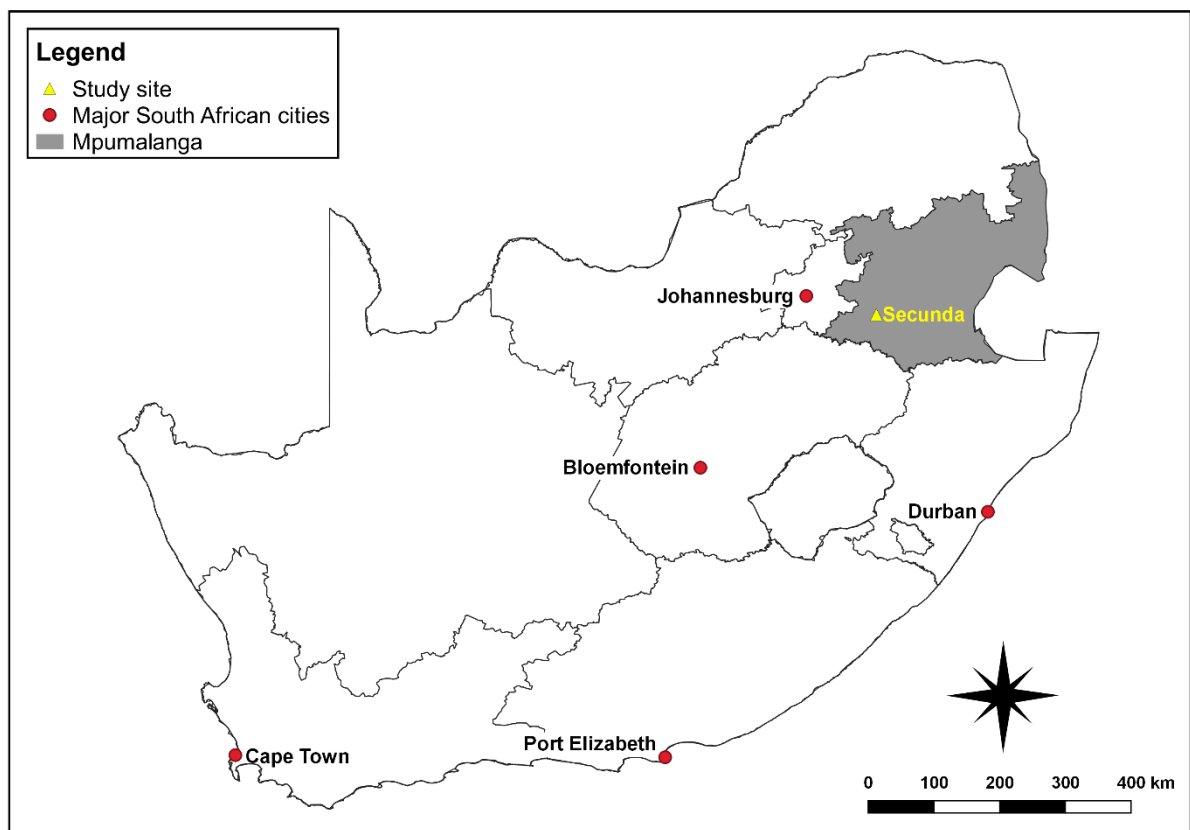 Legend
Study site
Major South African cities
Mpumalanga
Johannesburg
Secunda
Bloemfontein
Durban
Port Elizabeth
Cape Town
0 100 200 300 400 km